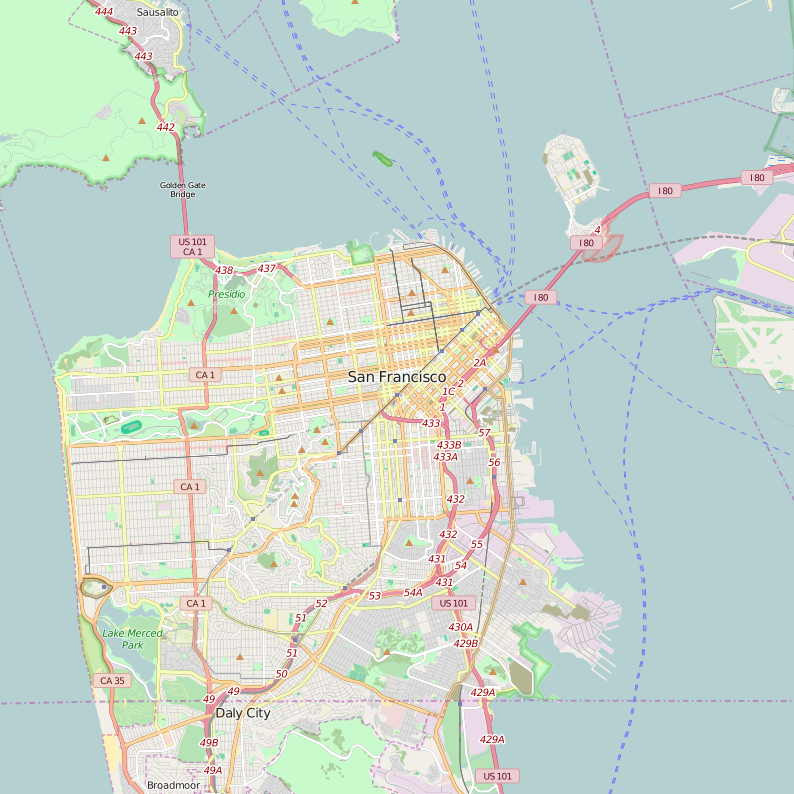 444
Sausalito
443
443
442
I 80
I 80
Golden Gate
Bridge
4
US 101
CA 1
I 80
438
437
Presidio
I 80
2A
CA 1
San Francisco
2
1C
1
433
57
433B
433A
56
CA 1
432
432
55
431
54
431
53
54A
CA 1
52
US 101
51
430A
Lake Merced
Park
429B
51
50
CA 35
49
49
429A
Daly City
49B
429A
49A
US 101
Broadmoor